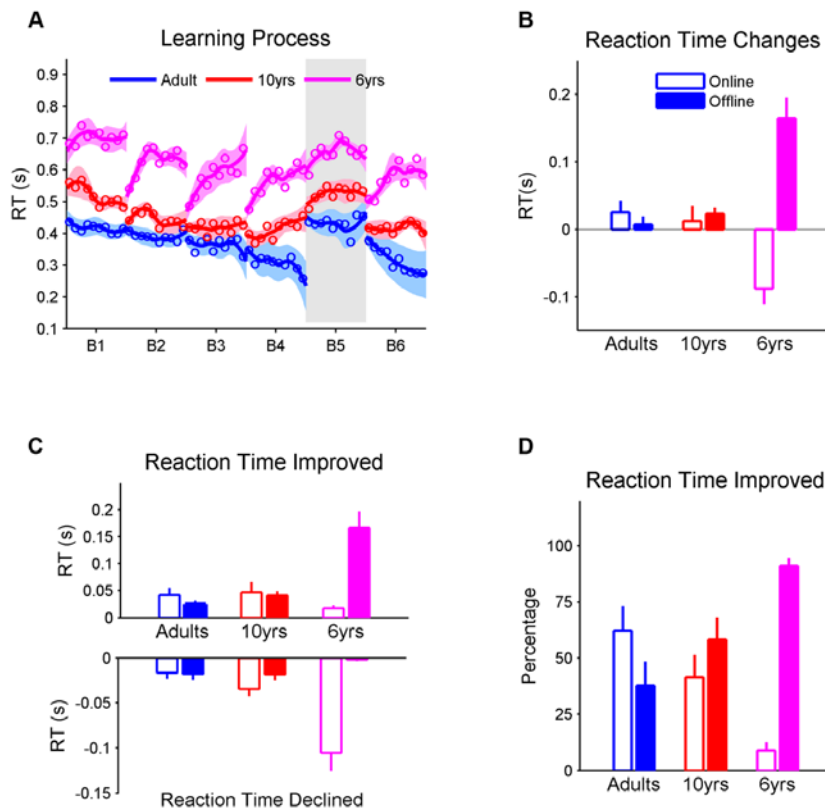 A
Learning Process
Adult 10yrs 6yrs
RT (s)
0.9
0.8
0.7
0.6
0.5
0.4
0.3
0.2
0.1
B1 B2 B3 B4 B5 B6
B
Reaction Time Changes
Online
Offline
RT(s)
0.2
0.1
0
-0.1
Adults 10yrs 6yrs
C
Reaction Time Improved
RT (s)
0.2
0.15
0.1
0.05
0
Adults 10yrs 6yrs
RT (s)
0
-0.05
-0.1
-0.15
Reaction Time Declined
D
Reaction Time Improved
Percentage
100
75
50
25
0
Adults 10yrs 6yrs